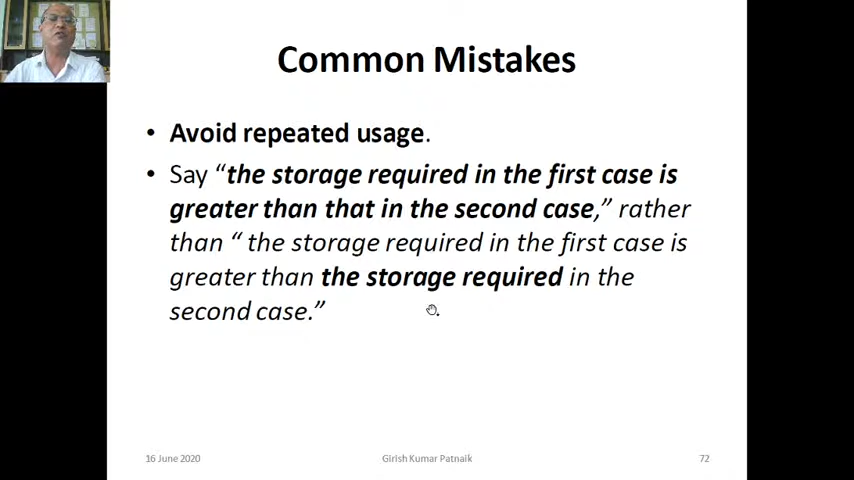 Common Mistakes
• Avoid repeated usage.
• Say “the storage required in the first case is
greater than that in the second case,” rather
than “ the storage required in the first case is
greater than the storage required in the
second case.”
16 June 2020
Girish Kumar Patnaik
72